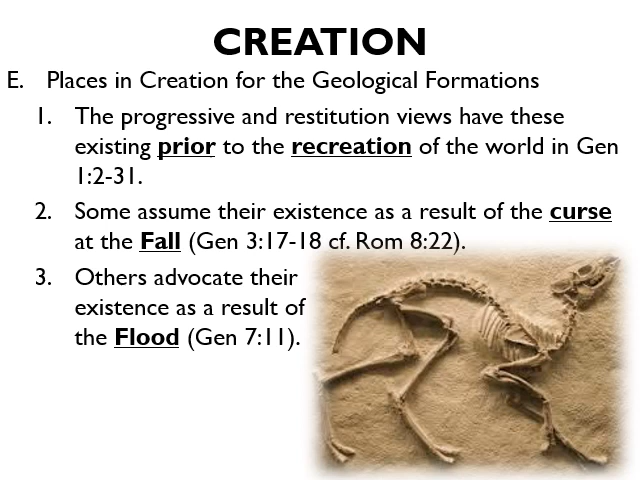 CREATION
E. Places in Creation for the Geological Formations
1. The progressive and restitution views have these
existing prior to the recreation of the world in Gen
1:2-31.
2. Some assume their existence as a result of the curse
at the Fall (Gen 3:17-18 cf. Rom 8:22).
3. Others advocate their
existence as a result of
the Flood (Gen 7:11).